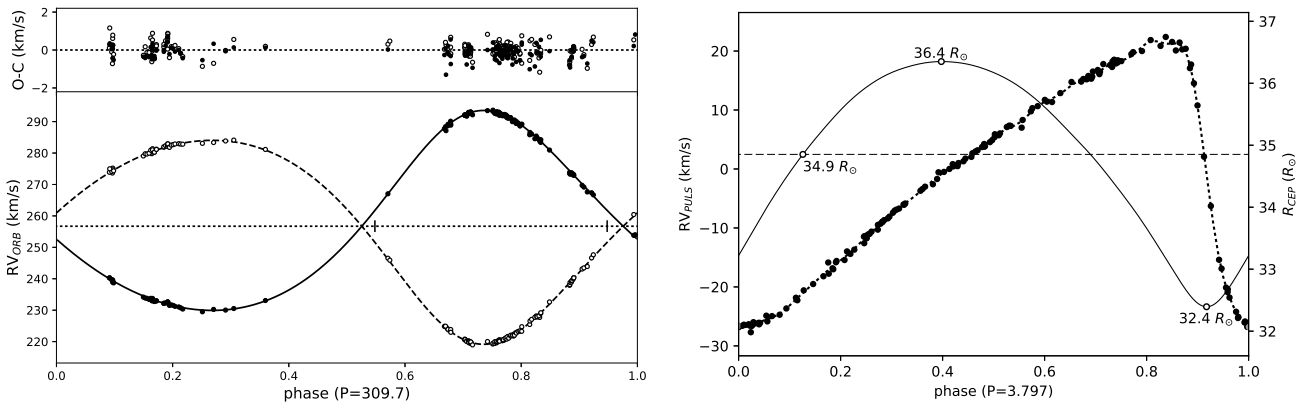 O-C (km/s)
2
0
−2
RV_ORB (km/s)
290
280
270
260
250
240
230
220
0.0 0.2 0.4 0.6 0.8 1.0
phase (P=309.7)
RV_PULS (km/s)
20
10
0
−10
−20
−30
36.4 R☉
34.9 R☉
32.4 R☉
37
36
35
34
33
32
R_CEP (R☉)
0.0 0.2 0.4 0.6 0.8 1.0
phase (P=3.797)